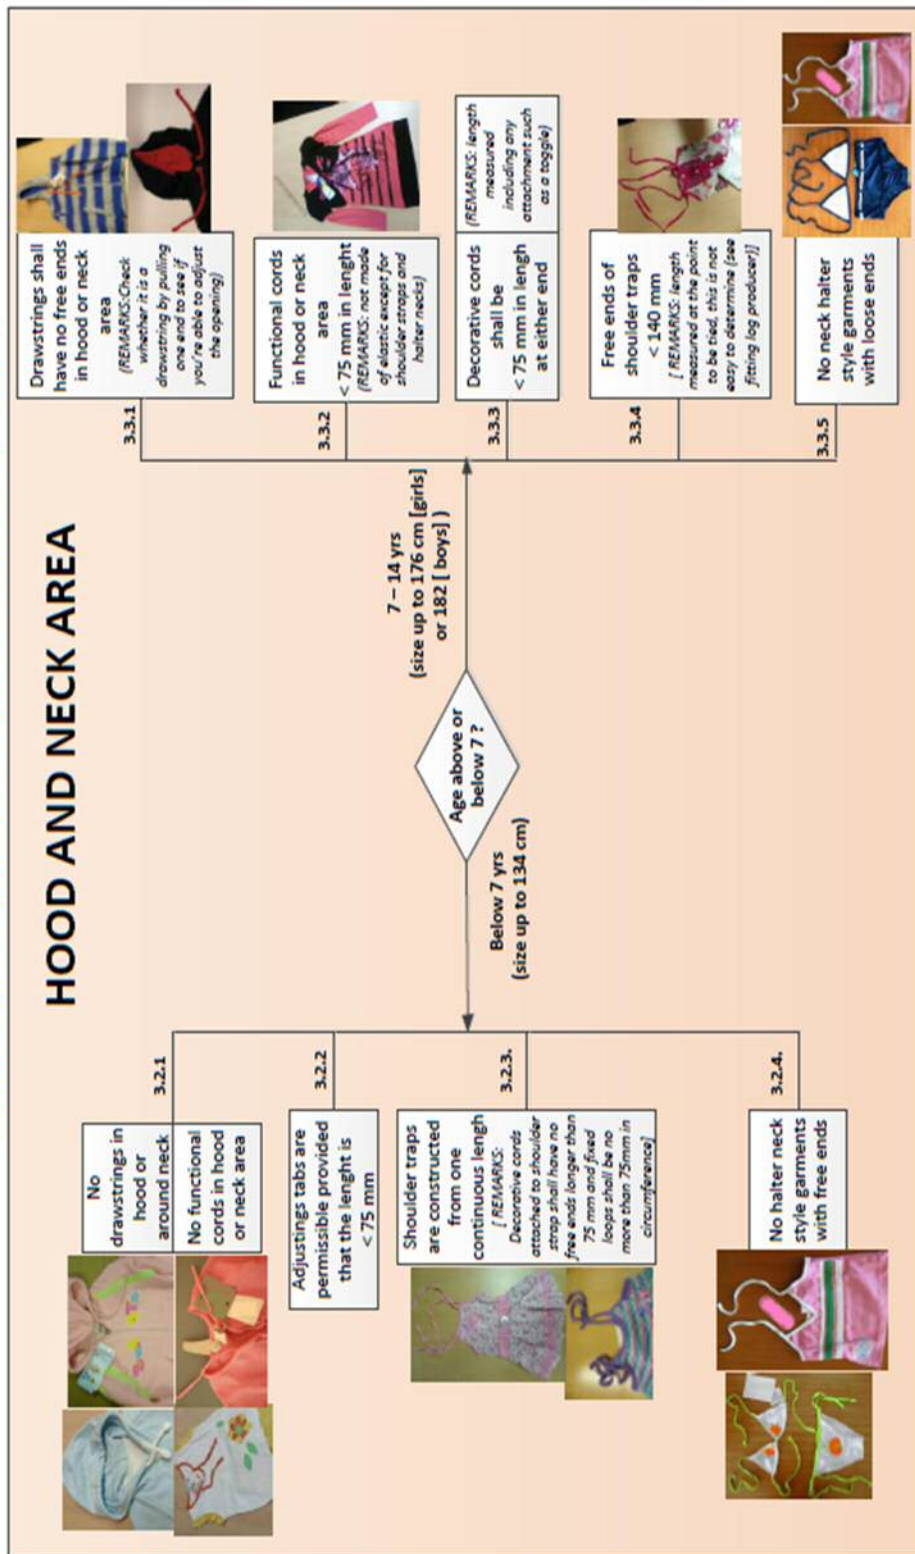 HOOD AND NECK AREA
3.2.1
No
drawstrings in
hood or
around neck
No functional
cords in hood
or neck area
3.2.2
Adjustings tabs are
permissible provided
that the lenght is
< 75 mm
3.2.3.
Shoulder traps
are constructed
from one
continuous lengh
[ REMARKS:
Decorative cords
attached to shoulder
strap shall have no
free ends longer than
75 mm and fixed
loops shall be no
more than 75mm in
circumference]
3.2.4.
No halter neck
style garments
with free ends
Below 7 yrs
(size up to 134 cm)
Age above or
below 7 ?
7 – 14 yrs
(size up to 176 cm [girls]
or 182 [ boys] )
3.3.1
Drawstrings shall
have no free ends
in hood or neck
area
(REMARKS:Check
whether it is a
drawstring by pulling
one end to see if
you're able to adjust
the opening)
3.3.2
Functional cords
in hood or neck
area
< 75 mm in lenght
(REMARKS: not made
of elastic except for
shoulder straps and
halter necks)
3.3.3
Decorative cords
shall be
< 75 mm in lengh
at either end
(REMARKS: length
measured
including any
attachment such
as a toggle)
3.3.4
Free ends of
shoulder traps
< 140 mm
[ REMARKS: length
measured at the point
to be tied, this is not
easy to determine (see
fitting log producer)]
3.3.5
No neck halter
style garments
with loose ends